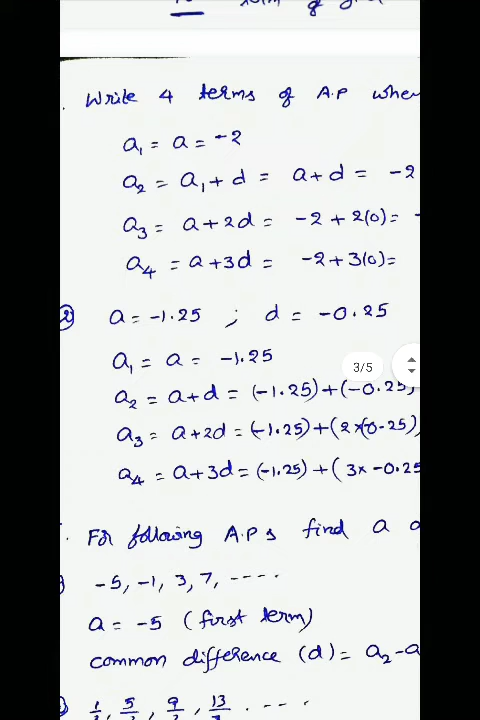 . Write 4 terms of A.P when
a₁ = a = -2
a₂ = a₁ + d = a + d = -2
a₃ = a + 2d = -2 + 2(0) =
a₄ = a + 3d = -2 + 3(0) =
② a = -1.25 ; d = -0.25
a₁ = a = -1.25
3/5
a₂ = a + d = (-1.25) + (-0.25)
a₃ = a + 2d = (-1.25) + (2×(-0.25)
a₄ = a + 3d = (-1.25) + (3x -0.25
. For following A.P s find a
-5, -1, 3, 7, -----
a = -5 (first term)
common difference (d) = a₂ - a